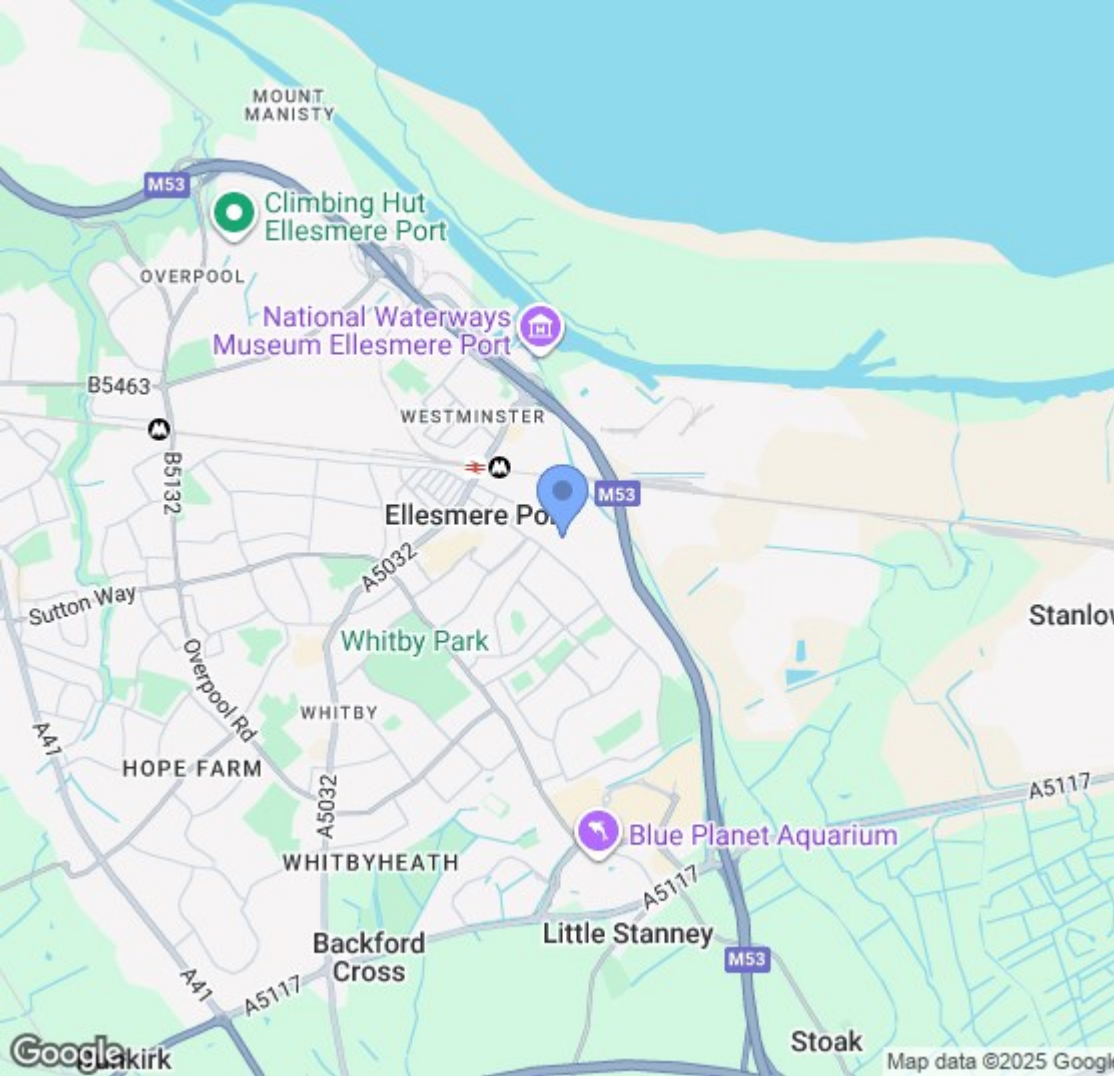 MOUNT
MANISTY
M53
Climbing Hut
Ellesmere Port
OVERPOOL
National Waterways
Museum Ellesmere Port
B5463
WESTMINSTER
B5132
M53
Ellesmere Po
A5032
Sutton Way
Stanlow
Whitby Park
Overpool Rd
WHITBY
A41
HOPE FARM
A5117
A5032
Blue Planet Aquarium
WHITBYHEATH
A5117
Little Stanney
Backford
Cross
M53
A41
A5117
Stoak
Google
unkirk
Map data ©2025 Google